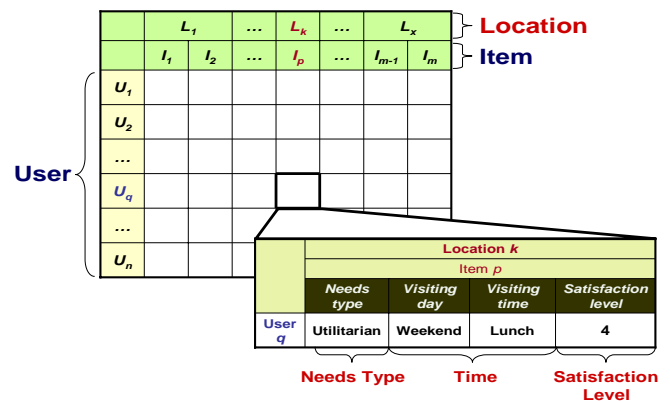 L1 ... Lk ... Lx Location
I1 I2 ... Ip ... Im-1 Im Item
U1
U2
...
User
Uq
...
Un
Location k
Item p
Needs type Visiting day Visiting time Satisfaction level
User q Utilitarian Weekend Lunch 4
Needs Type Time Satisfaction Level